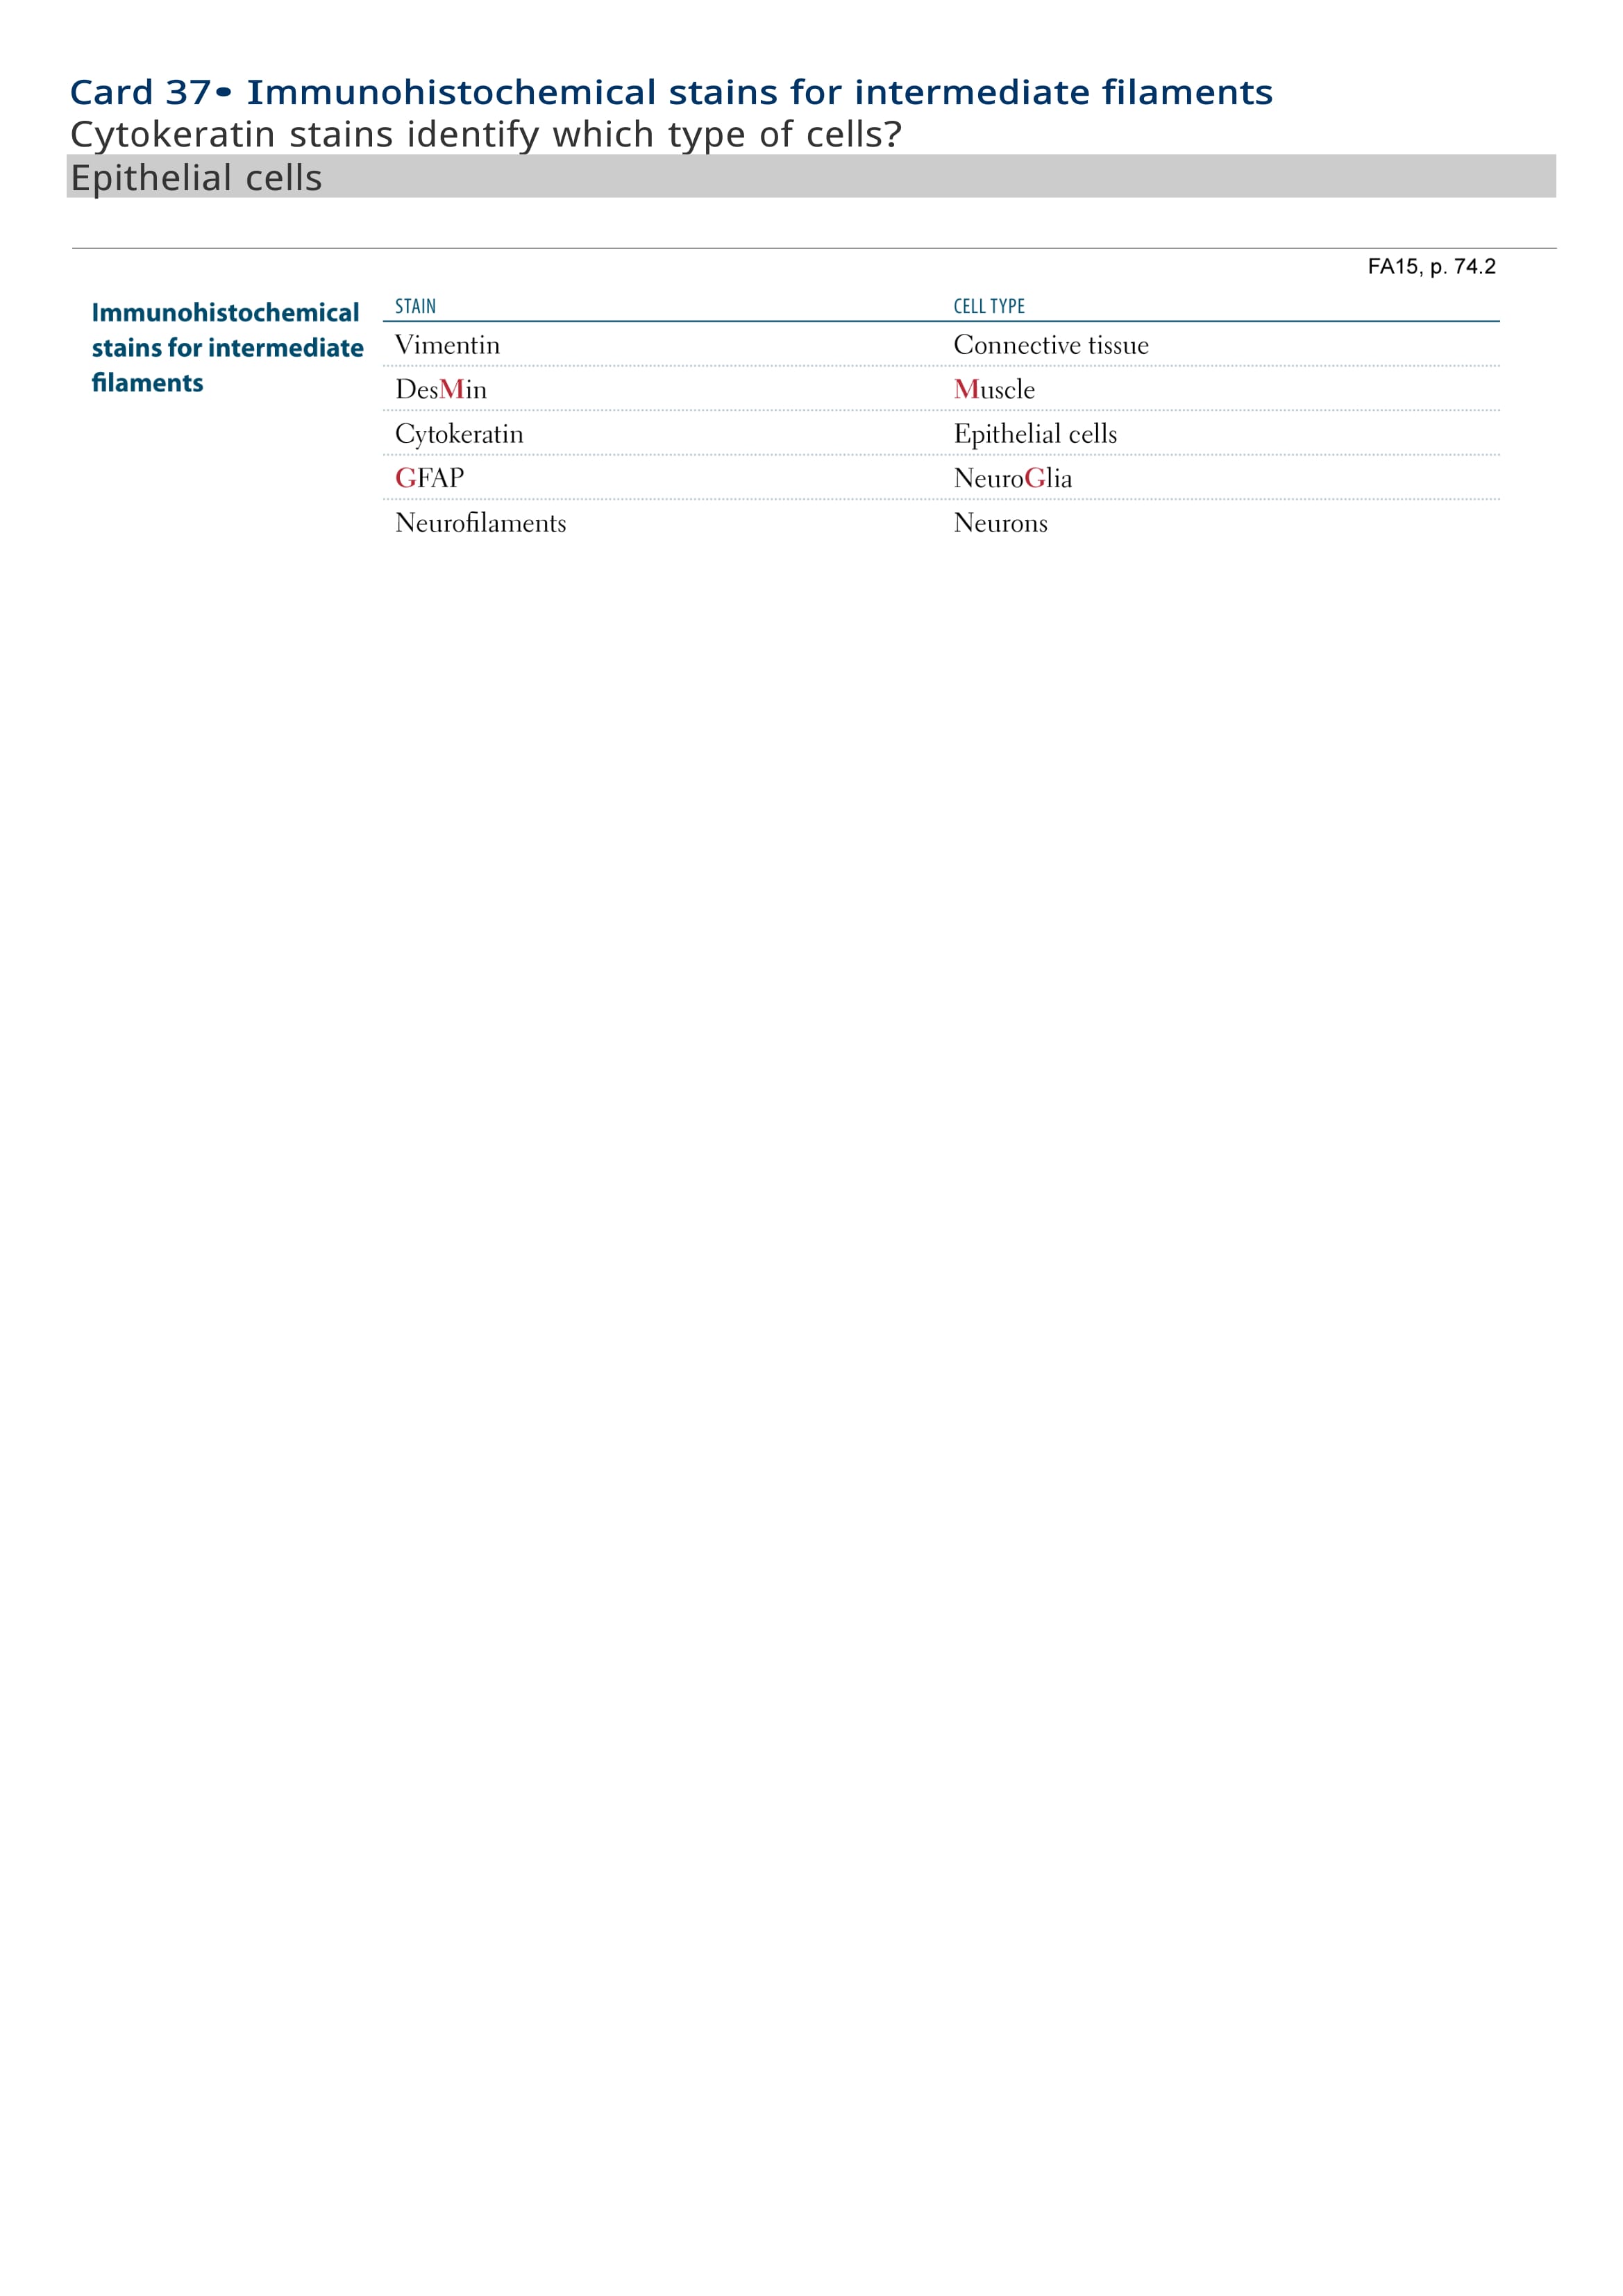 Card 37• Immunohistochemical stains for intermediate filaments
Cytokeratin stains identify which type of cells?
Epithelial cells
FA15, p. 74.2
Immunohistochemical
stains for intermediate
filaments
STAIN CELL TYPE
Vimentin Connective tissue
DesMin Muscle
Cytokeratin Epithelial cells
GFAP NeuroGlia
Neurofilaments Neurons